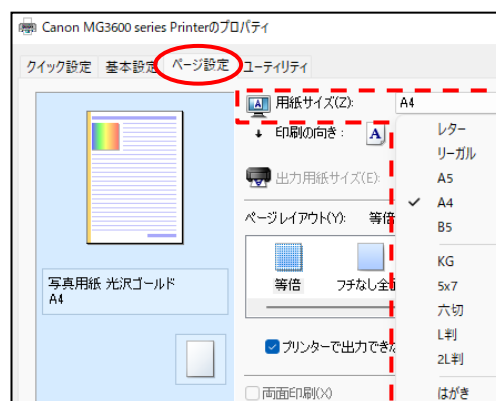 Canon MG3600 series Printerのプロパティ
クイック設定 基本設定 ページ設定 ユーティリティ
用紙サイズ(Z): A4
印刷の向き: A
出力用紙サイズ(E):
ページレイアウト(Y): 等倍
等倍 フチなし全面
プリンターで出力でき
両面印刷(X)
写真用紙 光沢ゴールド
A4
レター
リーガル
A5
A4
B5
KG
5x7
六切
L判
2L判
はがき